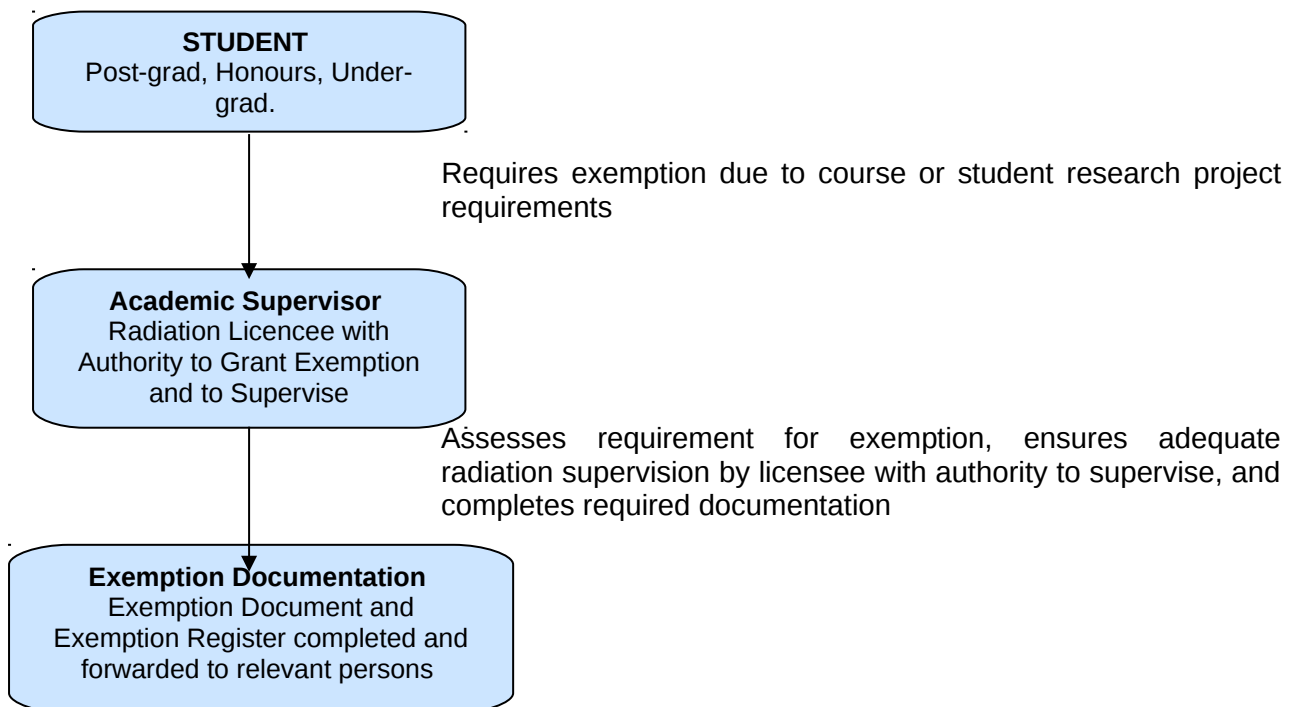 STUDENT
Post-grad, Honours, Under-
grad.
Requires exemption due to course or student research project
requirements
Academic Supervisor
Radiation Licencee with
Authority to Grant Exemption
and to Supervise
Assesses requirement for exemption, ensures adequate
radiation supervision by licensee with authority to supervise, and
completes required documentation
Exemption Documentation
Exemption Document and
Exemption Register completed and
forwarded to relevant persons